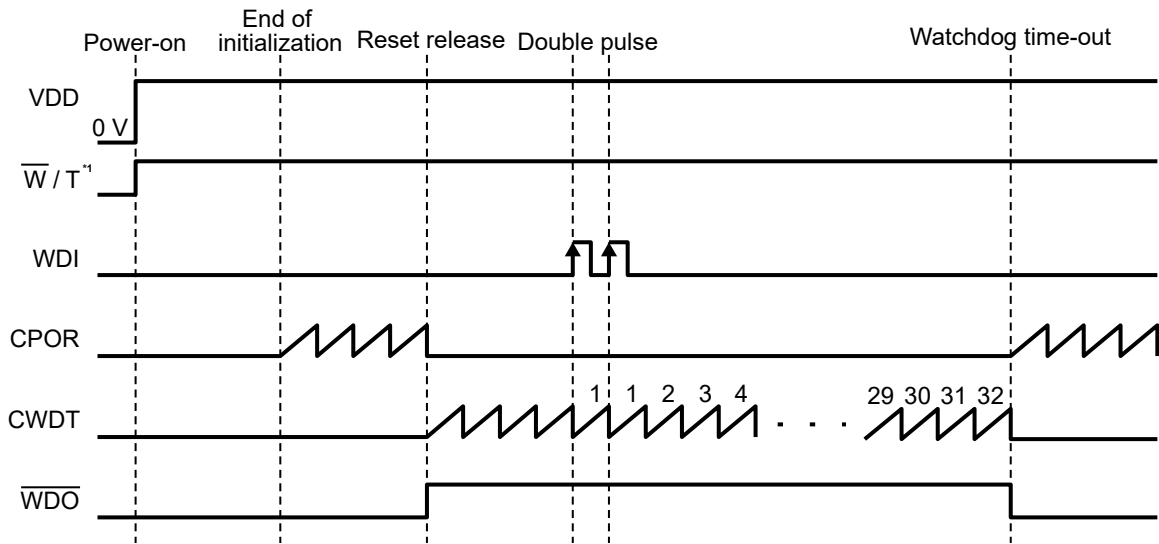 Power-on
End of
initialization
Reset release
Double pulse
Watchdog time-out
VDD
0 V
W / T *1
WDI
CPOR
1 1 2 3 4
29 30 31 32
CWDT
. . . .
WDO